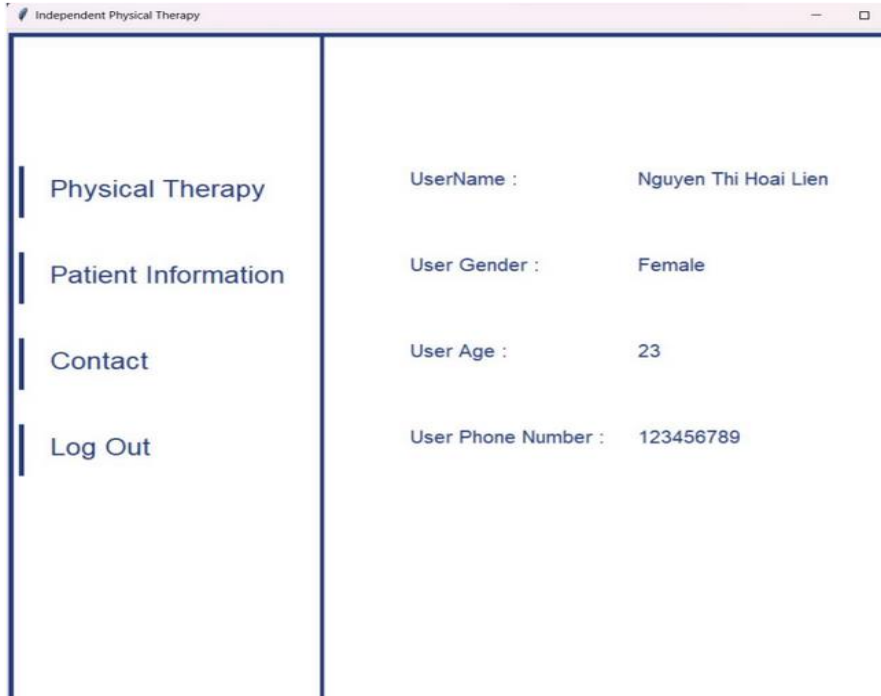 Independent Physical Therapy
Physical Therapy
Patient Information
Contact
Log Out
UserName : Nguyen Thi Hoai Lien
User Gender : Female
User Age : 23
User Phone Number : 123456789